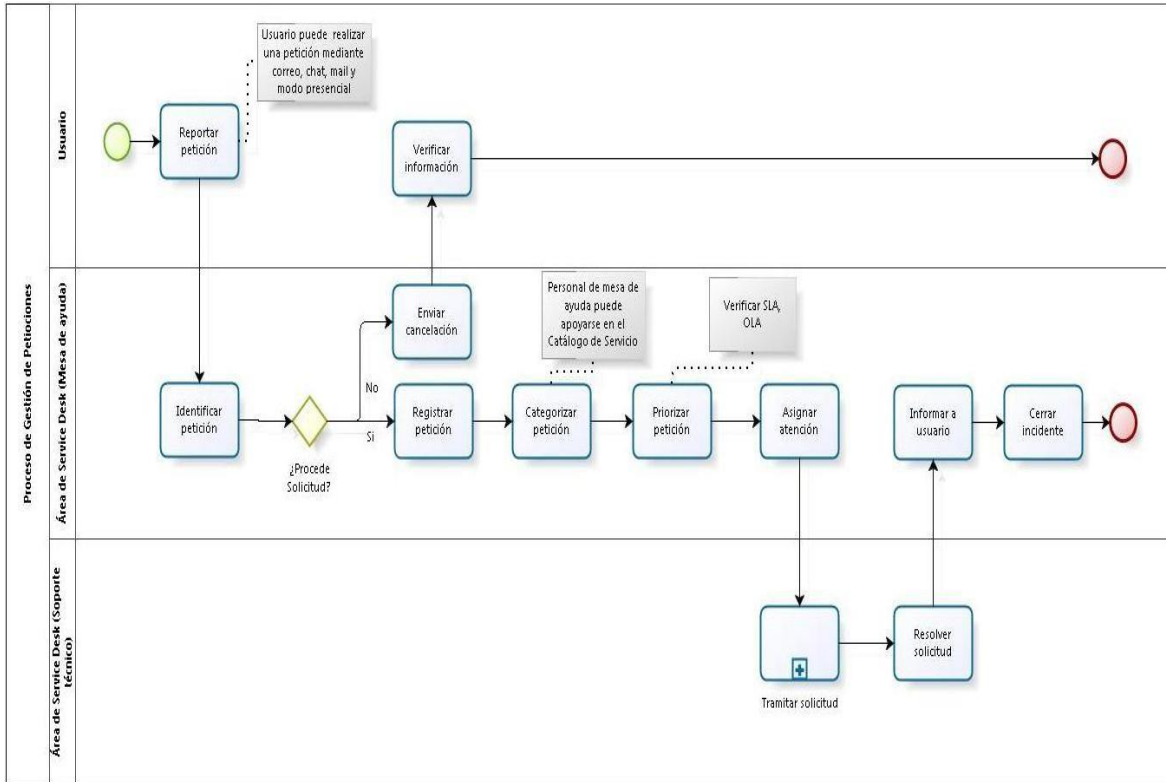 Proceso de Gestión de Petiociones
Usuario
Usuario puede realizar
una petición mediante
correo, chat, mail y
modo presencial
Reportar
petición
Verificar
información
Área de Service Desk (Mesa de ayuda)
Enviar
cancelación
Personal de mesa de
ayuda puede
apoyarse en el
Catálogo de Servicio
Verificar SLA,
OLA
Identificar
petición
¿Procede
Solicitud?
No
Si
Registrar
petición
Categorizar
petición
Priorizar
petición
Asignar
atención
Informar a
usuario
Cerrar
incidente
Área de Service Desk (Soporte
técnico)
Tramitar solicitud
Resolver
solicitud